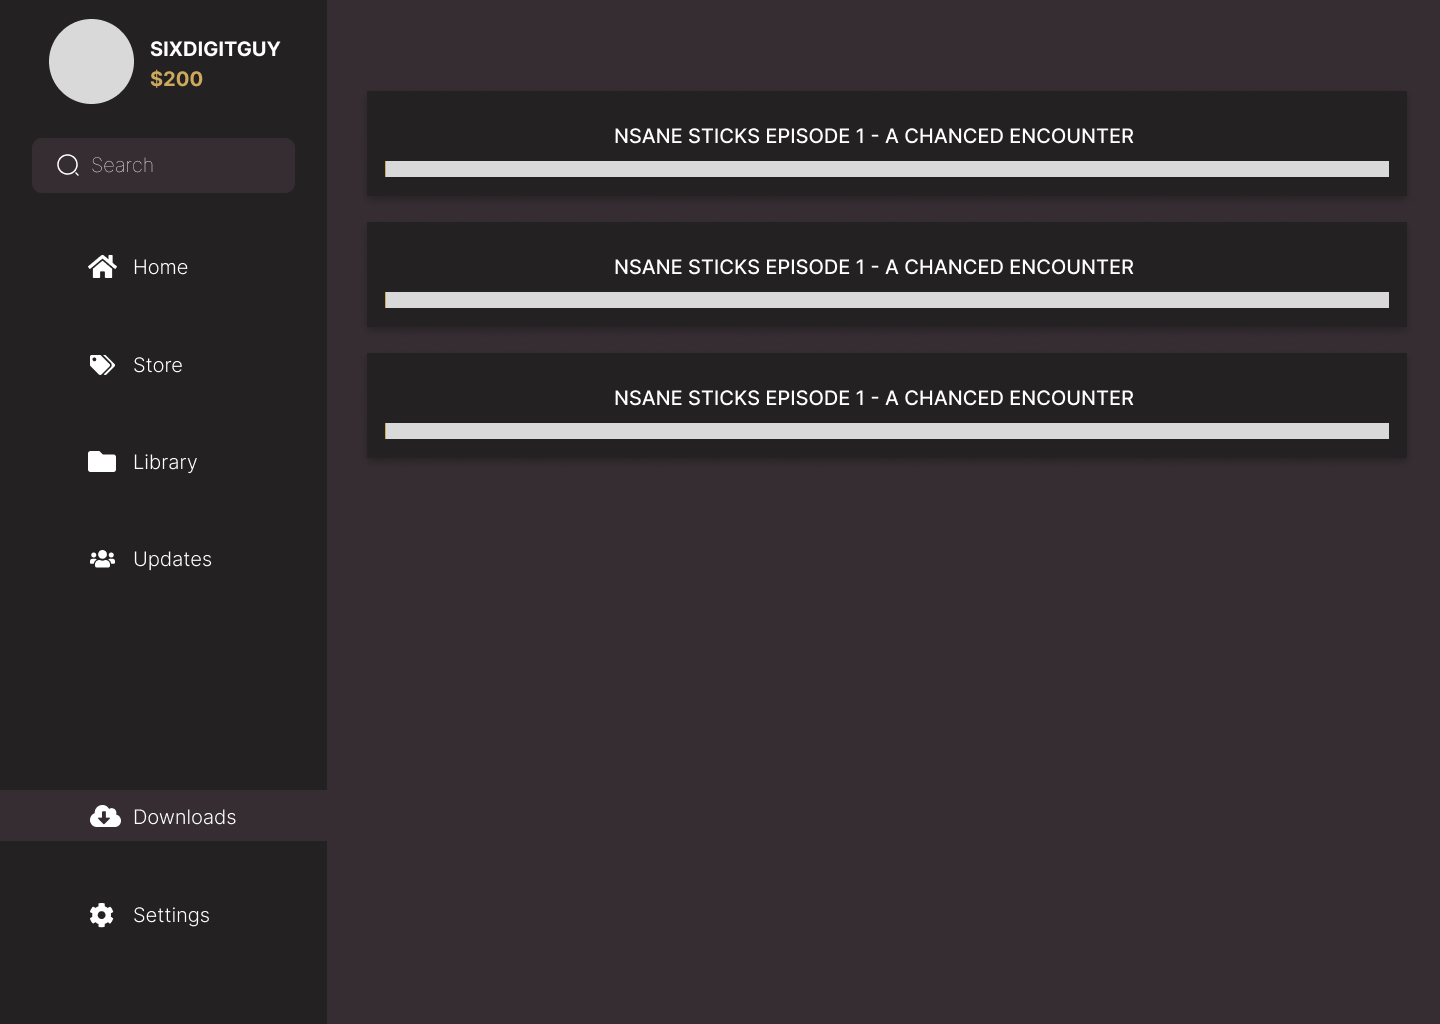 SIXDIGITGUY
$200
Search
Home
Store
Library
Updates
Downloads
Settings
NSANE STICKS EPISODE 1 - A CHANCED ENCOUNTER
NSANE STICKS EPISODE 1 - A CHANCED ENCOUNTER
NSANE STICKS EPISODE 1 - A CHANCED ENCOUNTER